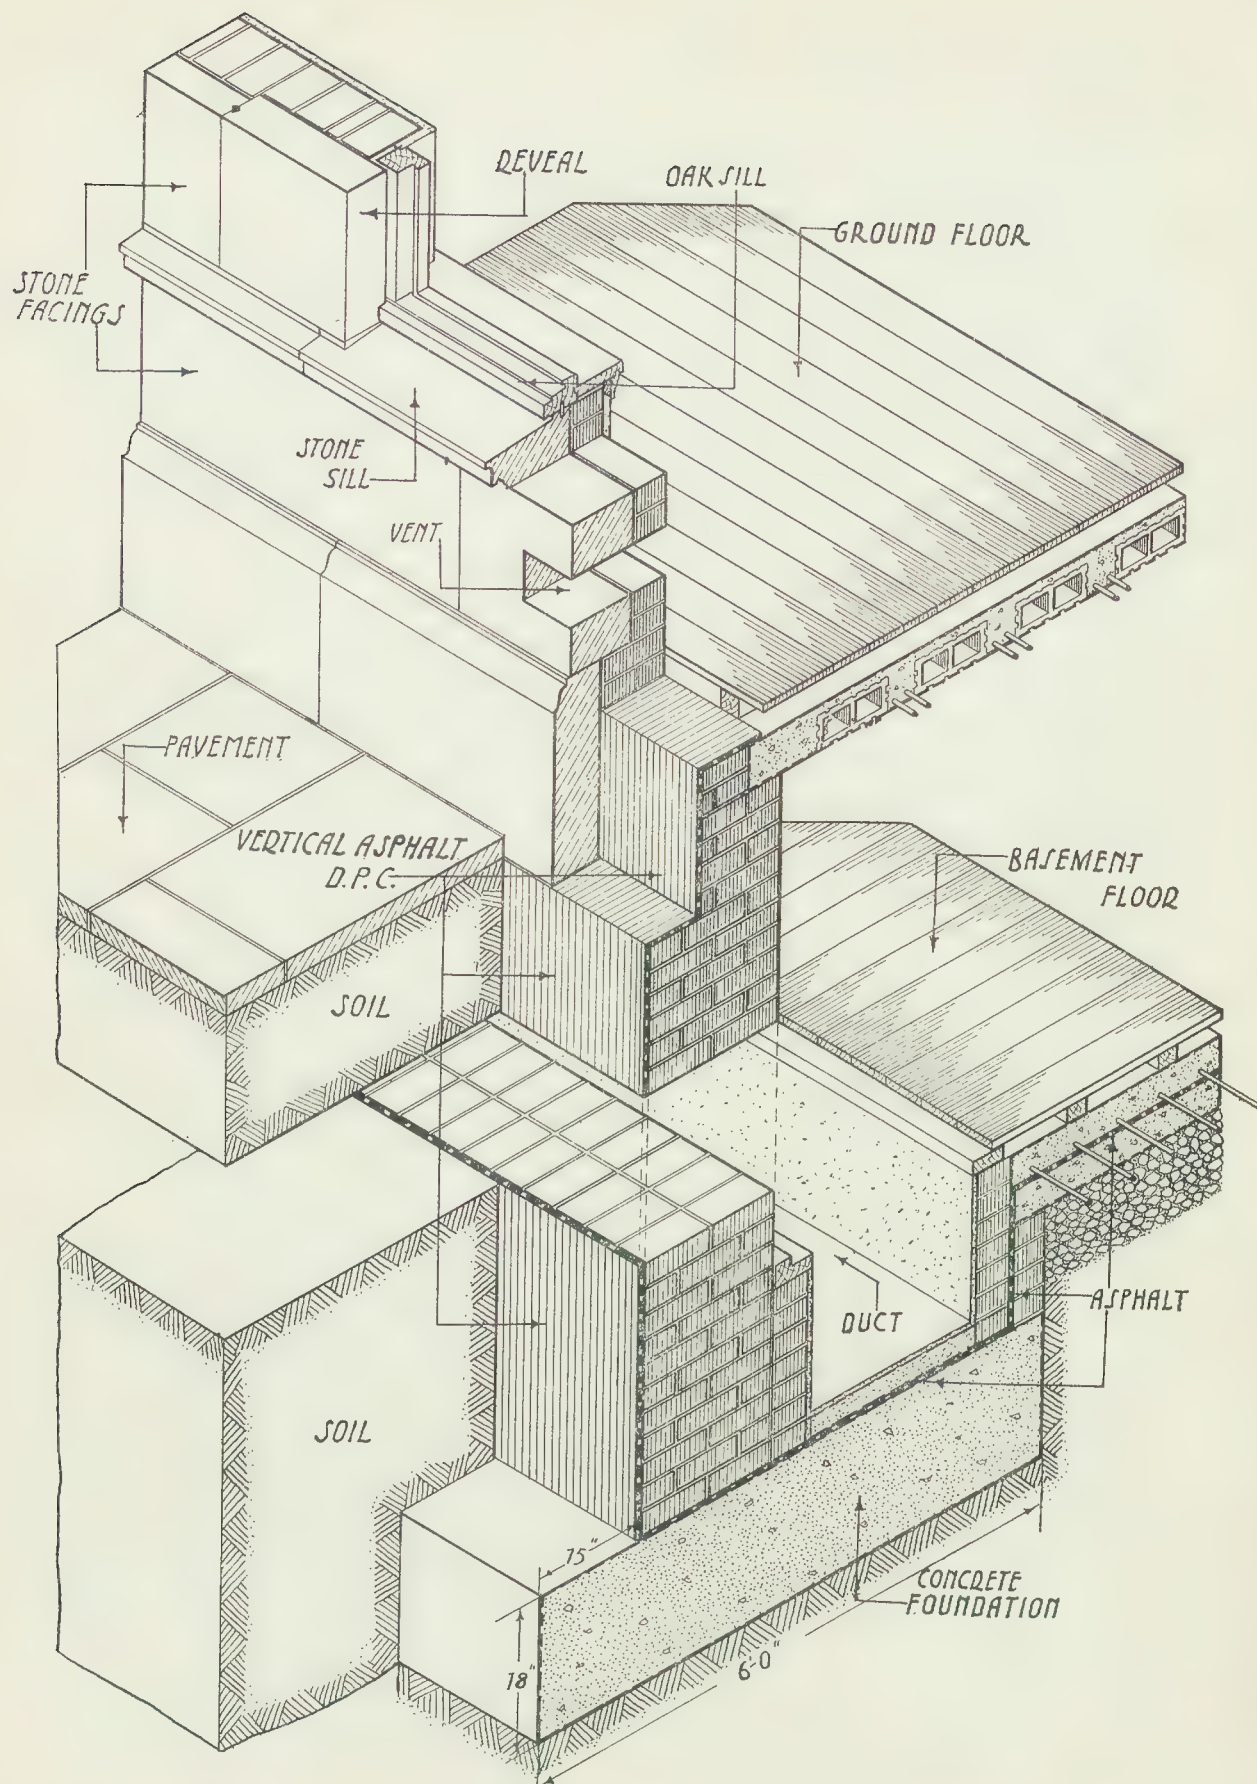 REVEAL
OAK SILL
GROUND FLOOR
STONE
FACINGS
STONE
SILL
VENT
PAVEMENT
VERTICAL ASPHALT
D.P.C.
BASEMENT
FLOOR
SOIL
ASPHALT
DUCT
SOIL
15"
CONCRETE
FOUNDATION
18"
6-0"